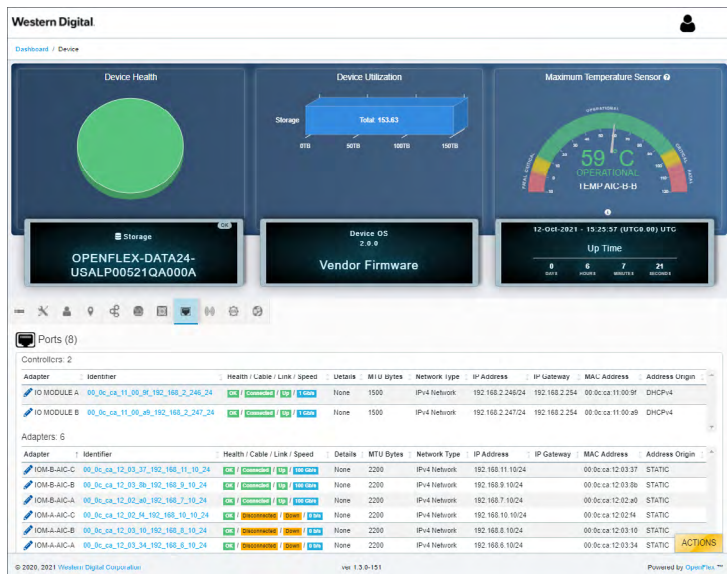 Western Digital.
Dashboard / Device
Device Health
Device Utilization
Maximum Temperature Sensor
Storage
Total: 153.63
0TB 50TB 100TB 150TB
OPERATIONAL
CRITICAL
FATAL
59 °C
OPERATIONAL
TEMP AIC-B-B
OK
Storage
OPENFLEX-DATA24-
USALP00521QA000A
Device OS
2.0.0
Vendor Firmware
12-Oct-2021 - 15:25:57 (UTC0.00) UTC
Up Time
0 6 7 21
DAYS HOURS MINUTES SECONDS
Ports (8)
Controllers: 2
Adapter Identifier Health / Cable / Link / Speed Details MTU Bytes Network Type IP Address IP Gateway MAC Address Address Origin
IO MODULE A 00_0c_ca_11_00_9f_192_168_2_246_24 OK / Connected / Up / 1 Gb/s None 1500 IPv4 Network 192.168.2.246/24 192.168.2.254 00:0c:ca:11:00:9f DHCPv4
IO MODULE B 00_0c_ca_11_00_a9_192_168_2_247_24 OK / Connected / Up / 1 Gb/s None 1500 IPv4 Network 192.168.2.247/24 192.168.2.254 00:0c:ca:11:00:a9 DHCPv4
Adapters: 6
Adapter Identifier Health / Cable / Link / Speed Details MTU Bytes Network Type IP Address IP Gateway MAC Address Address Origin
IOM-B-AIC-C 00_0c_ca_12_03_37_192_168_11_10_24 OK / Connected / Up / 100 Gb/s None 2200 IPv4 Network 192.168.11.10/24 00:0c:ca:12:03:37 STATIC
IOM-B-AIC-B 00_0c_ca_12_03_8b_192_168_9_10_24 OK / Connected / Up / 100 Gb/s None 2200 IPv4 Network 192.168.9.10/24 00:0c:ca:12:03:8b STATIC
IOM-B-AIC-A 00_0c_ca_12_02_a0_192_168_7_10_24 OK / Connected / Up / 100 Gb/s None 2200 IPv4 Network 192.168.7.10/24 00:0c:ca:12:02:a0 STATIC
IOM-A-AIC-C 00_0c_ca_12_02_f4_192_168_10_10_24 OK / Disconnected / Down / 0 b/s None 2200 IPv4 Network 192.168.10.10/24 00:0c:ca:12:02:f4 STATIC
IOM-A-AIC-B 00_0c_ca_12_03_10_192_168_8_10_24 OK / Disconnected / Down / 0 b/s None 2200 IPv4 Network 192.168.8.10/24 00:0c:ca:12:03:10 STATIC
IOM-A-AIC-A 00_0c_ca_12_03_34_192_168_6_10_24 OK / Disconnected / Down / 0 b/s None 2200 IPv4 Network 192.168.6.10/24 00:0c:ca:12:03:34 STATIC
ACTIONS
© 2020, 2021 Western Digital Corporation ver 1.3.0-151 Powered by OpenFlex ™